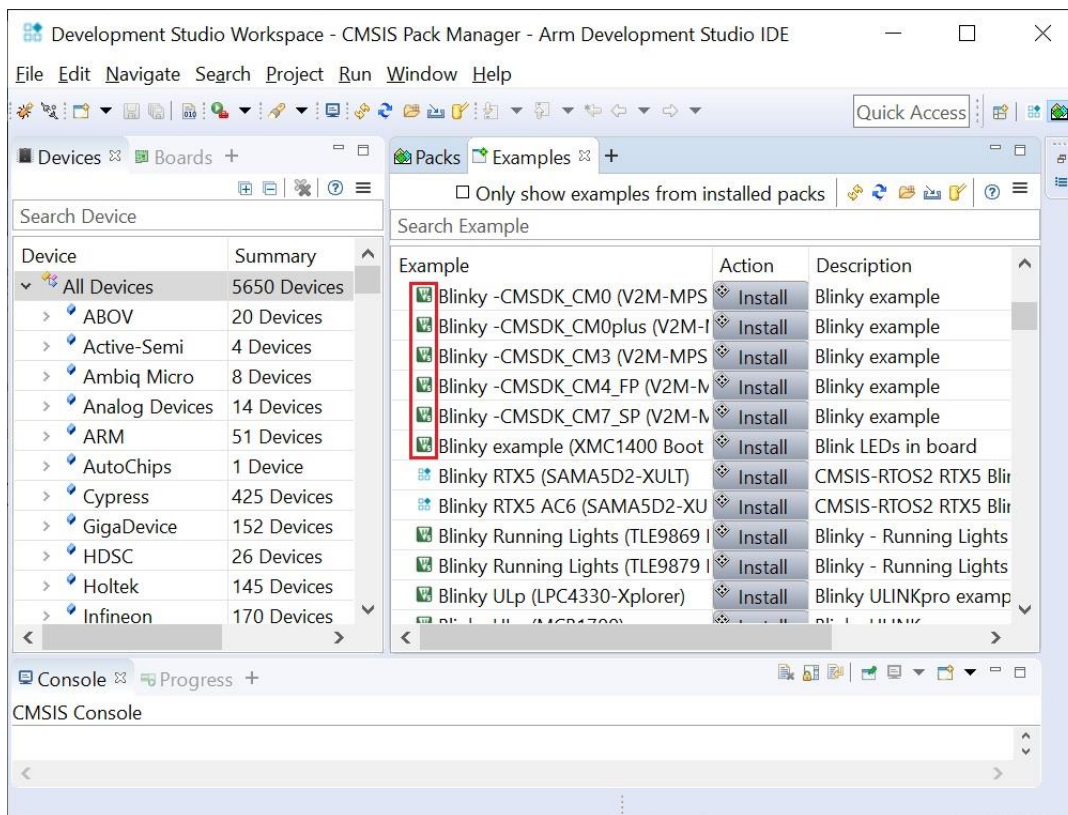 Development Studio Workspace - CMSIS Pack Manager - Arm Development Studio IDE
File Edit Navigate Search Project Run Window Help
Quick Access
Devices Boards
Search Device
Device Summary
All Devices 5650 Devices
ABOV 20 Devices
Active-Semi 4 Devices
Ambiq Micro 8 Devices
Analog Devices 14 Devices
ARM 51 Devices
AutoChips 1 Device
Cypress 425 Devices
GigaDevice 152 Devices
HDSC 26 Devices
Holtek 145 Devices
Infineon 170 Devices
Packs Examples
Only show examples from installed packs
Search Example
Example Action Description
Blinky -CMSDK_CM0 (V2M-MPS Install Blinky example
Blinky -CMSDK_CM0plus (V2M- Install Blinky example
Blinky -CMSDK_CM3 (V2M-MPS Install Blinky example
Blinky -CMSDK_CM4_FP (V2M- Install Blinky example
Blinky -CMSDK_CM7_SP (V2M- Install Blinky example
Blinky example (XMC1400 Boot Install Blink LEDs in board
Blinky RTX5 (SAMA5D2-XULT) Install CMSIS-RTOS2 RTX5 Blin
Blinky RTX5 AC6 (SAMA5D2-XU Install CMSIS-RTOS2 RTX5 Blin
Blinky Running Lights (TLE9869 Install Blinky - Running Lights
Blinky Running Lights (TLE9879 Install Blinky - Running Lights
Blinky ULp (LPC4330-Xplorer) Install Blinky ULINKpro examp
Console Progress
CMSIS Console